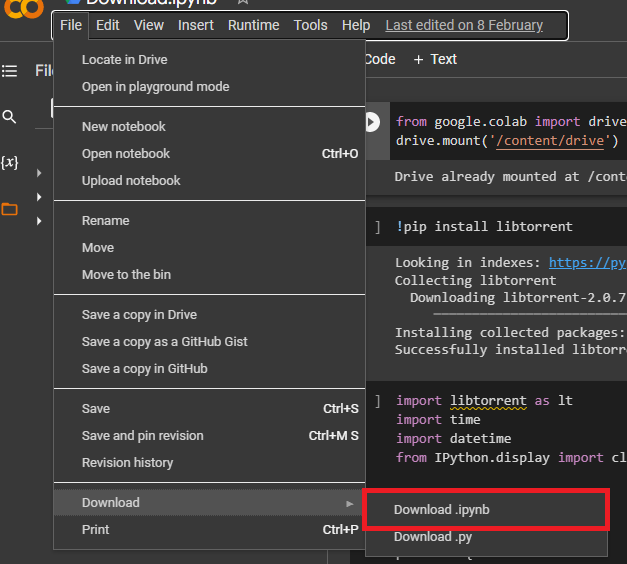 Download.ipynb
File Edit View Insert Runtime Tools Help Last edited on 8 February
Locate in Drive
Open in playground mode
New notebook
Open notebook Ctrl+O
Upload notebook
Rename
Move
Move to the bin
Save a copy in Drive
Save a copy as a GitHub Gist
Save a copy in GitHub
Save Ctrl+S
Save and pin revision Ctrl+M S
Revision history
Download ►
Print Ctrl+P
Download .ipynb
Download .py
{x}
Code + Text
from google.colab import drive
drive.mount('/content/drive')
Drive already mounted at /cont
] !pip install libtorrent
Looking in indexes: https://py
Collecting libtorrent
Downloading libtorrent-2.0.7
Installing collected packages:
Successfully installed libtorr
] import libtorrent as lt
import time
import datetime
from IPython.display import cl